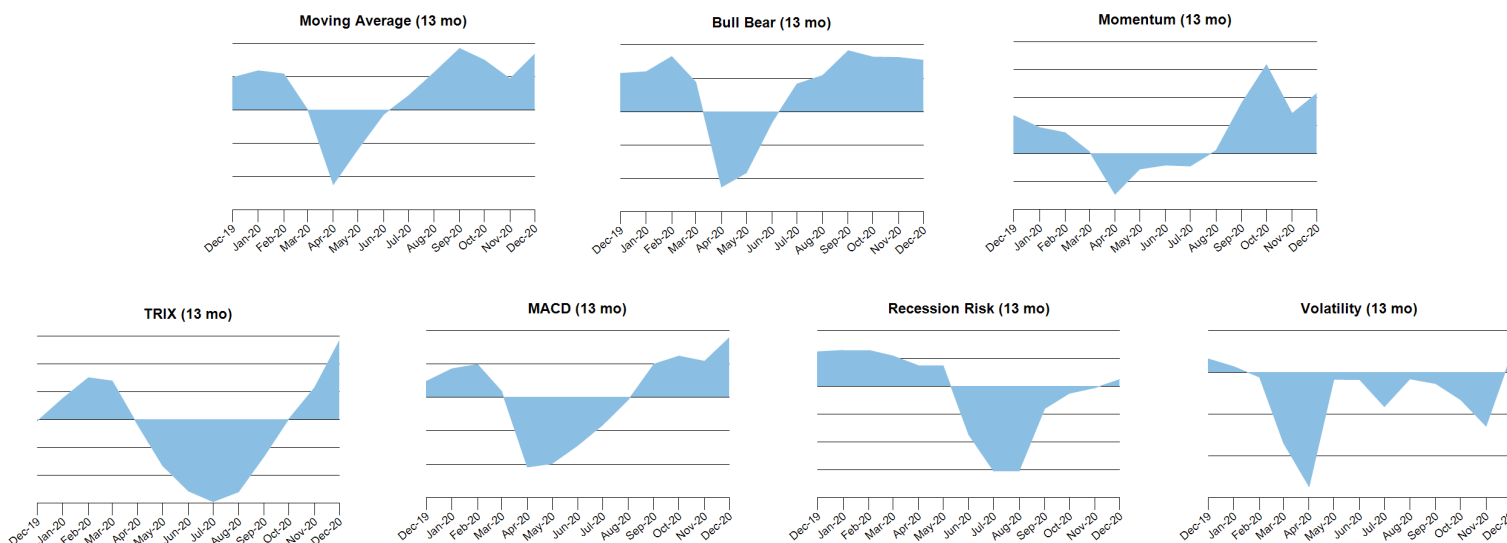 Moving Average (13 mo)
Bull Bear (13 mo)
Momentum (13 mo)
Dec-19 Jan-20 Feb-20 Mar-20 Apr-20 May-20 Jun-20 Jul-20 Aug-20 Sep-20 Oct-20 Nov-20 Dec-20
Dec-19 Jan-20 Feb-20 Mar-20 Apr-20 May-20 Jun-20 Jul-20 Aug-20 Sep-20 Oct-20 Nov-20 Dec-20
Dec-19 Jan-20 Feb-20 Mar-20 Apr-20 May-20 Jun-20 Jul-20 Aug-20 Sep-20 Oct-20 Nov-20 Dec-20
TRIX (13 mo)
MACD (13 mo)
Recession Risk (13 mo)
Volatility (13 mo)
Dec-19 Jan-20 Feb-20 Mar-20 Apr-20 May-20 Jun-20 Jul-20 Aug-20 Sep-20 Oct-20 Nov-20 Dec-20
Dec-19 Jan-20 Feb-20 Mar-20 Apr-20 May-20 Jun-20 Jul-20 Aug-20 Sep-20 Oct-20 Nov-20 Dec-20
Dec-19 Jan-20 Feb-20 Mar-20 Apr-20 May-20 Jun-20 Jul-20 Aug-20 Sep-20 Oct-20 Nov-20 Dec-20
Dec-19 Jan-20 Feb-20 Mar-20 Apr-20 May-20 Jun-20 Jul-20 Aug-20 Sep-20 Oct-20 Nov-20